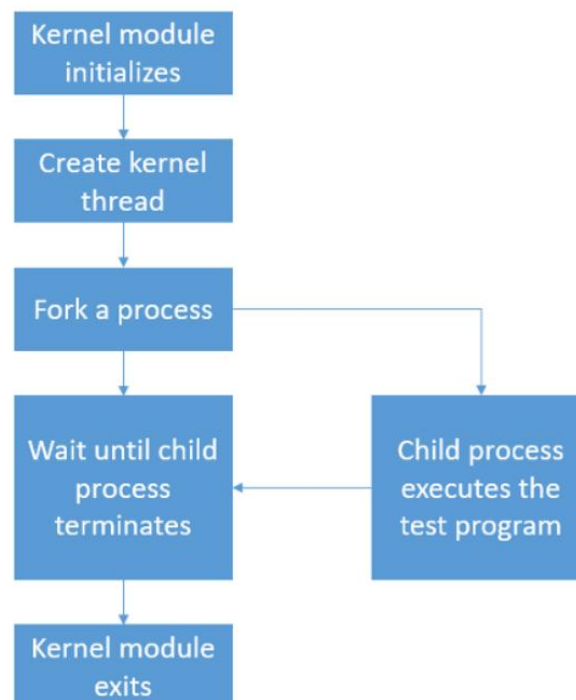 Kernel module
initializes
Create kernel
thread
Fork a process
Wait until child
process
terminates
Child process
executes the
test program
Kernel module
exits